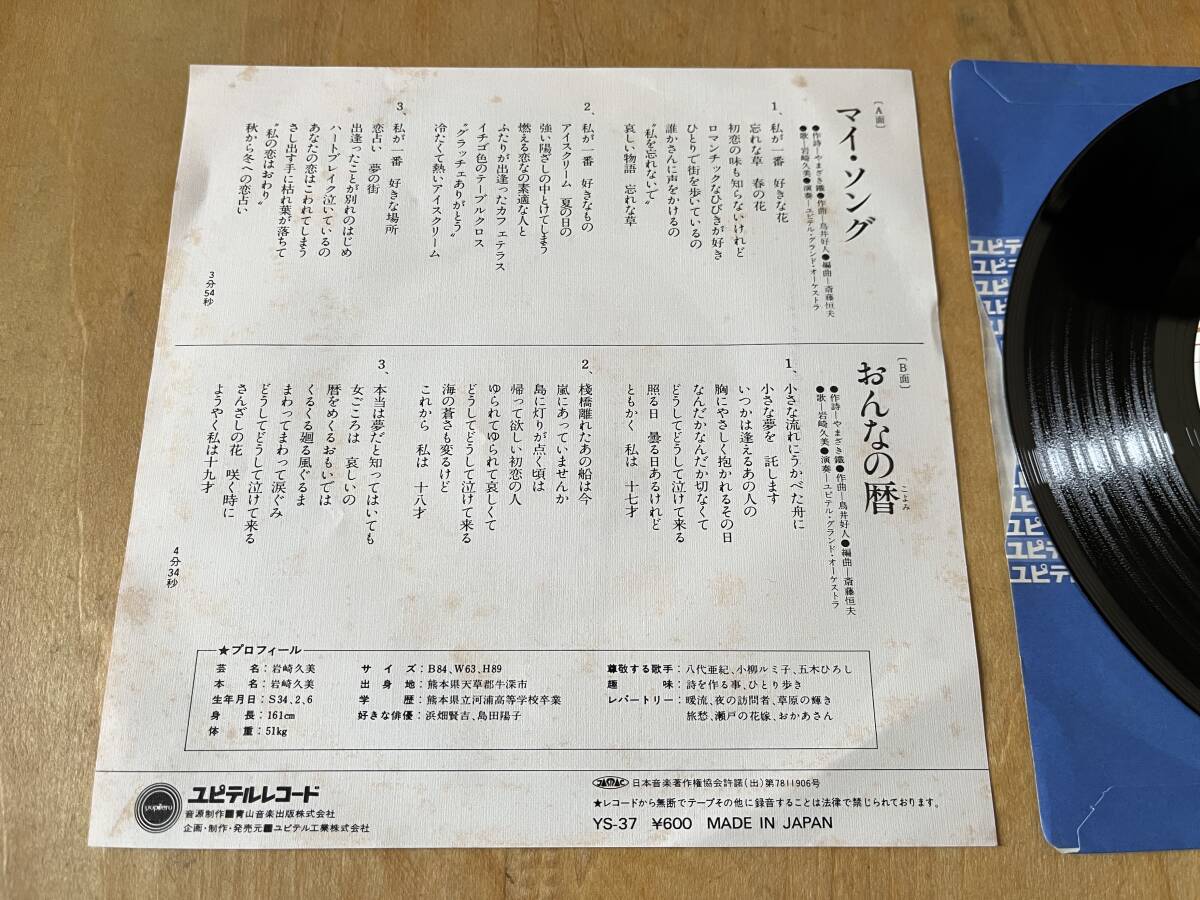 〔A面〕
マイ・ソング
●作詩―やまざき鐵●作曲―鳥井好人●編曲―斎藤恒夫
●歌―岩崎久美●演奏―ユピテル・グランド・オーケストラ
1、私が一番　好きな花
忘れな草　春の花
初恋の味も知らないけれど
ロマンチックなひびきが好き
ひとりで街を歩いているの
誰かさんに声をかけるの
“私を忘れないで”
哀しい物語　忘れな草
2、私が一番　好きなもの
アイスクリーム　夏の日の
強い陽ざしの中とけてしまう
燃える恋なの素適な人と
ふたりが出逢ったカフェテラス
イチゴ色のテーブルクロス
“グラッチェありがとう”
冷たくて熱いアイスクリーム
3、私が一番　好きな場所
恋占い　夢の街
出逢ったことが別れのはじめ
ハートブレイク泣いているの
あなたの恋はこわれてしまう
さし出す手に枯れ葉が落ちて
“私の恋はおわり”
秋から冬への恋占い
3分54秒
〔B面〕
おんなの暦
こよみ
●作詩―やまざき鐵●作曲―鳥井好人●編曲―斎藤恒夫
●歌―岩崎久美●演奏―ユピテル・グランド・オーケストラ
1、小さな流れにうかべた舟に
小さな夢を　託します
いつかは逢えるあの人の
胸にやさしく抱かれるその日
なんだかなんだか切なくて
どうしてどうして泣けて来る
照る日　曇る日あるけれど
ともかく　私は　十七才
2、棧橋離れたあの船は今
嵐にあっていませんか
島に灯りが点く頃は
帰って欲しい初恋の人
ゆられてゆられて哀しくて
どうしてどうして泣けて来る
海の蒼さも変るけど
これから　私は　十八才
3、本当は夢だと知ってはいても
女ごころは　哀しいの
暦をめくるおもいでは
くるくる廻る風ぐるま
まわってまわって涙ぐみ
どうしてどうして泣けて来る
さんざしの花　咲く時に
ようやく私は十九才
4分34秒
★プロフィール
芸名：岩崎久美
本名：岩崎久美
生年月日：S34、2、6
身長：161cm
体重：51kg
サイズ：B84、W63、H89
出身地：熊本県天草郡牛深市
学歴：熊本県立河浦高等学校卒業
好きな俳優：浜畑賢吉、島田陽子
尊敬する歌手：八代亜紀、小柳ルミ子、五木ひろし
趣味：詩を作る事、ひとり歩き
レパートリー：暖流、夜の訪問者、草原の輝き
旅愁、瀬戸の花嫁、おかあさん
yupiteru
ユピテルレコード
音源制作■青山音楽出版株式会社
企画・制作・発売元■ユピテル工業株式会社
JASRAC 日本音楽著作権協会許諾(出)第7811906号
★レコードから無断でテープその他に録音することは法律で禁じられております。
YS-37　¥600　MADE IN JAPAN
ユピテル
ユピテル
ユピテ
ユピテ
ユピテ
ユピテ
ユピテル